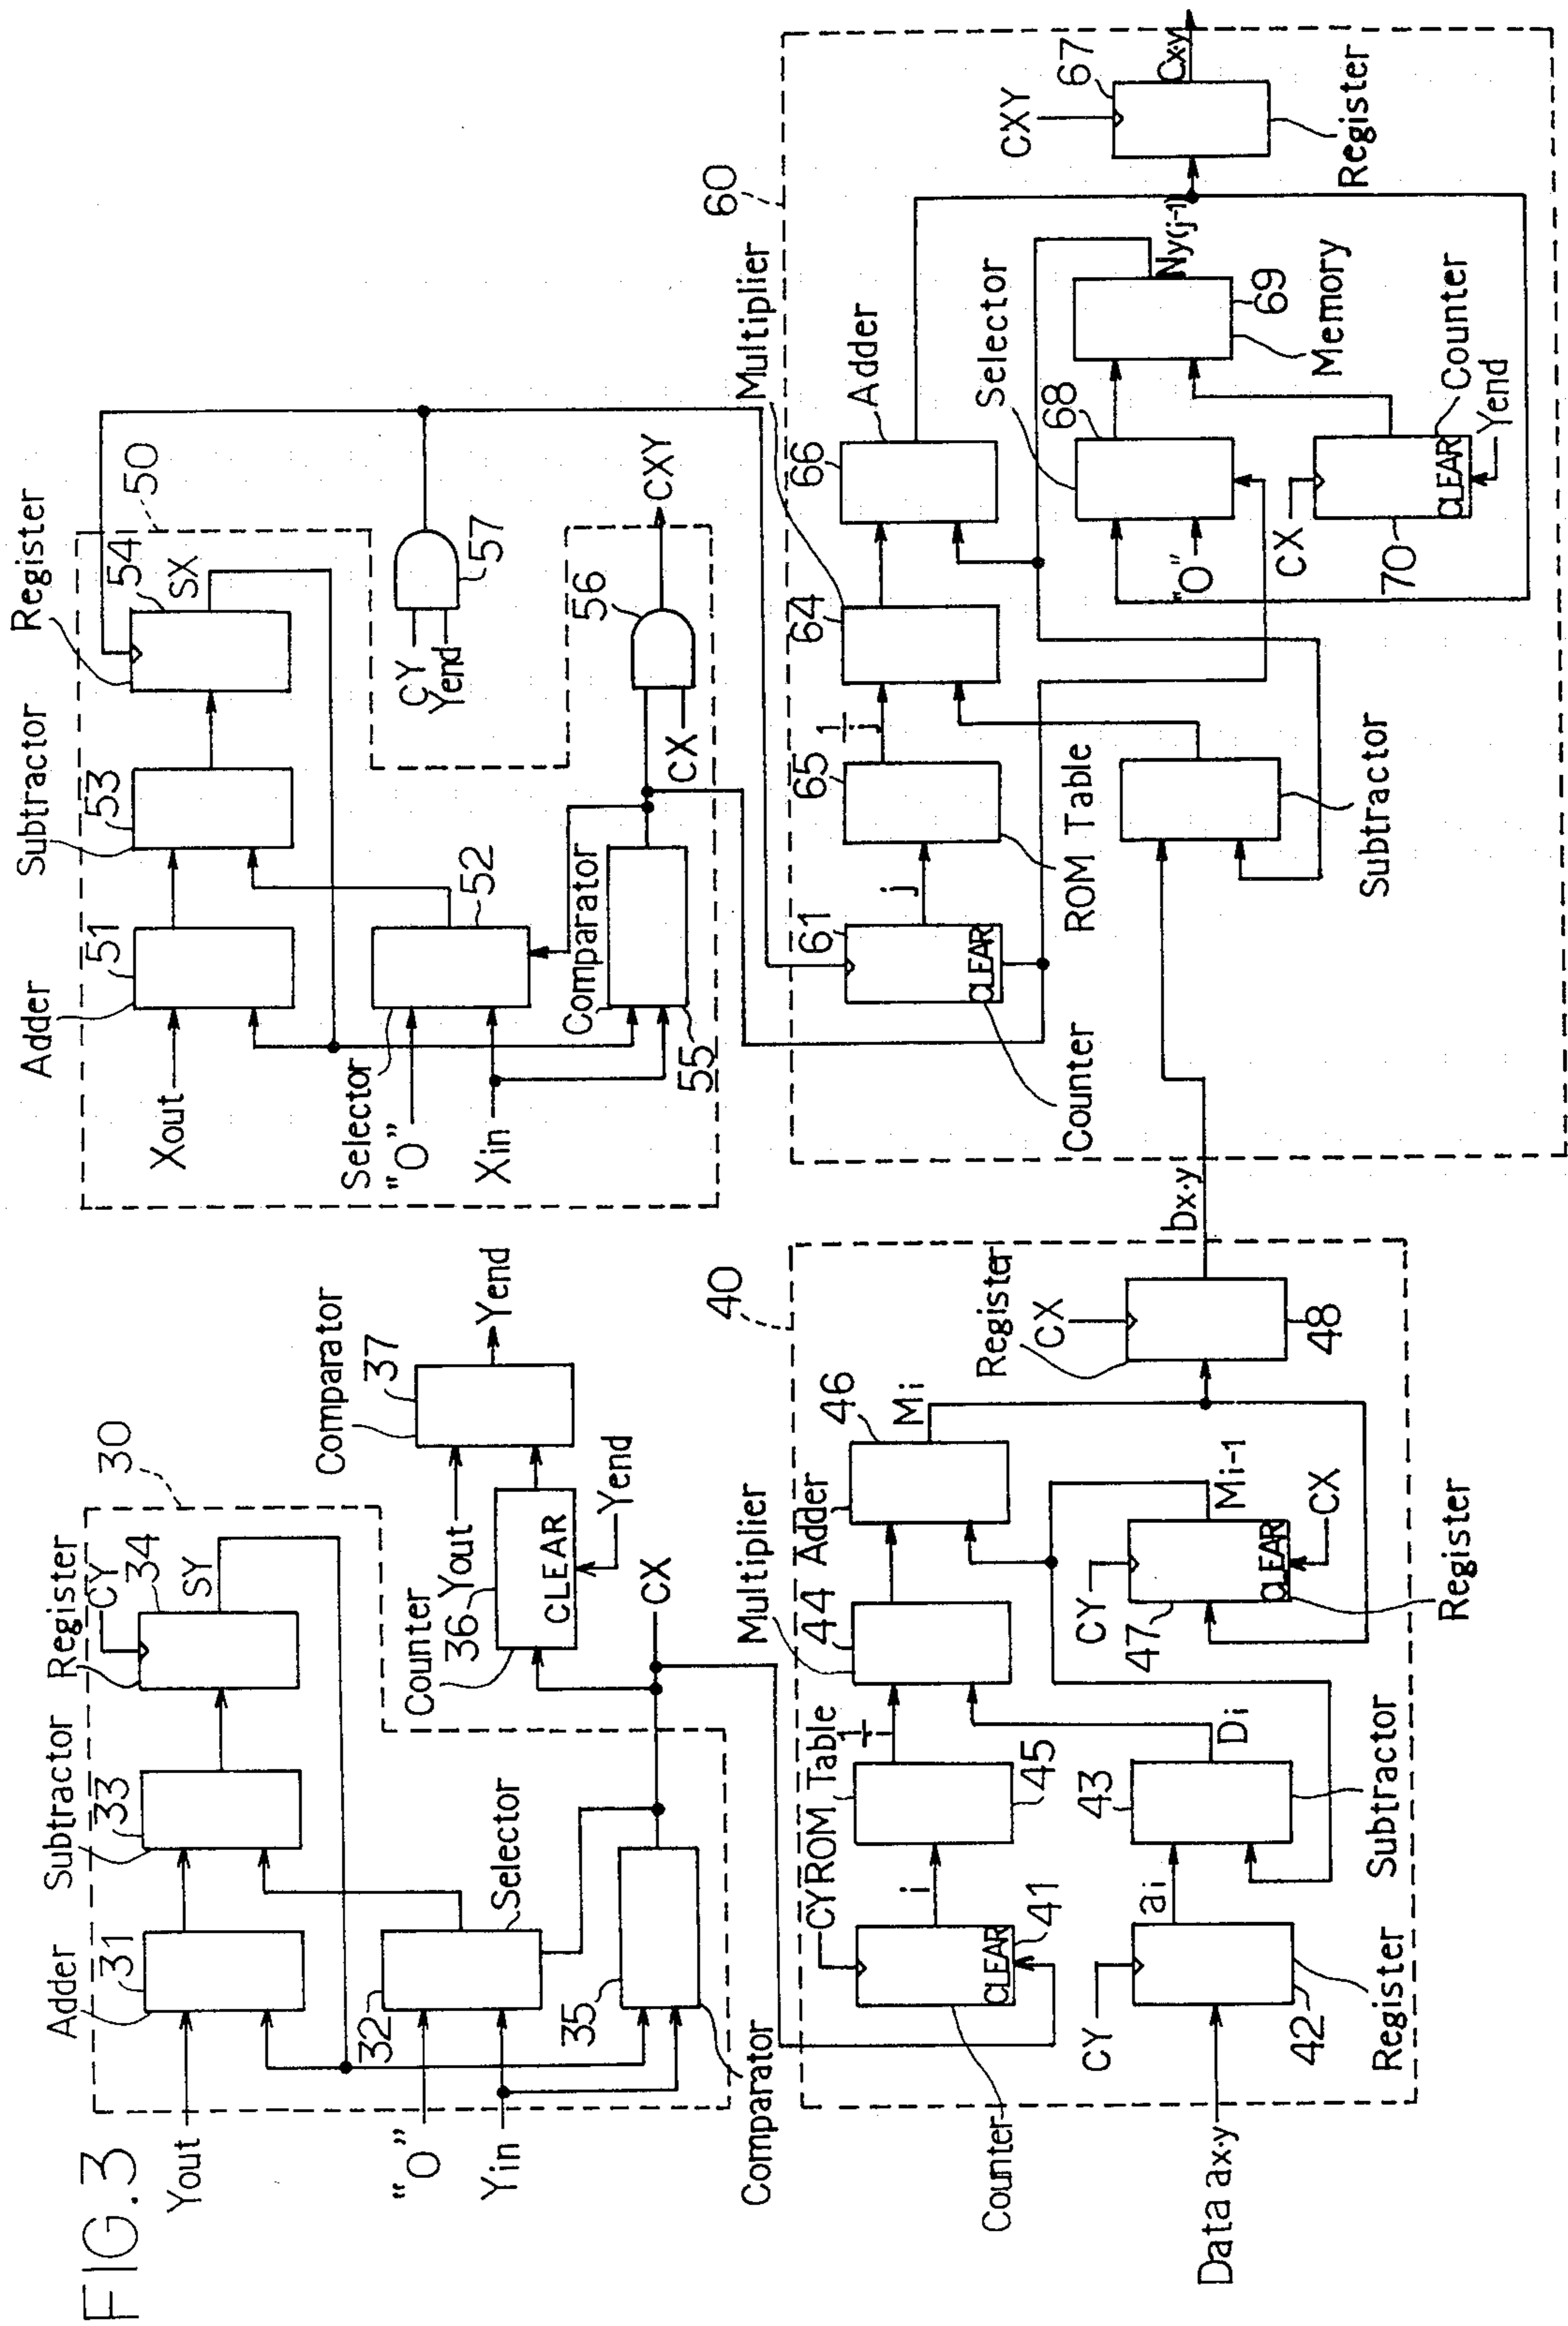 FIG.3
30
Yout
Adder
31
Subtractor
33
Register
CY
34
SY
"0"
Yin
32
Selector
35
Comparator
CX
Counter
36
CLEAR
Yout
Yend
Comparator
37
Yend
40
Data ax·y
CY
42
Register
ai
Counter
CY
41
CLEAR
i
ROM Table
45
1/i
43
Subtractor
Di
Multiplier
44
Adder
46
Mi
CY
47
CLEAR
CX
Mi-1
Register
Register
CX
48
bx·y
50
Xout
Adder
51
Subtractor
53
Register
54
SX
Selector
"0"
Xin
52
Comparator
55
CX
56
CXY
CY
Yend
57
60
Counter
61
CLEAR
j
65
ROM Table
1/j
Subtractor
Multiplier
64
Adder
66
Selector
68
"0"
CX
70
CLEAR
Counter
Yend
Memory
69
Ny(j-1)
CXY
67
Register
Cx·y